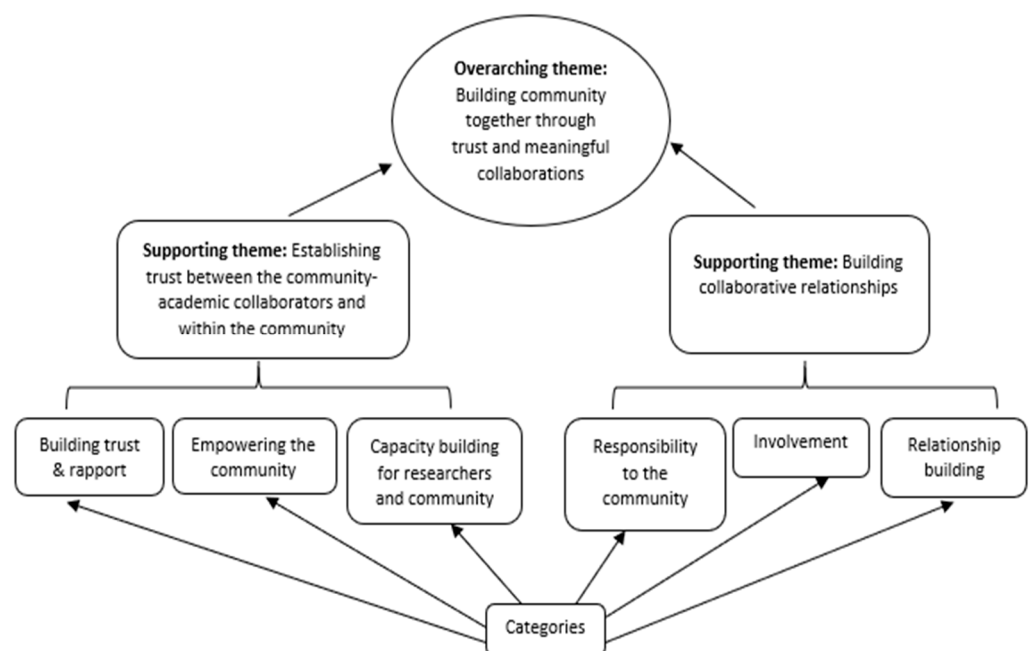 Overarching theme:
Building community
together through
trust and meaningful
collaborations
Supporting theme: Establishing
trust between the community-
academic collaborators and
within the community
Supporting theme: Building
collaborative relationships
Building trust
& rapport
Empowering the
community
Capacity building
for researchers
and community
Responsibility
to the
community
Involvement
Relationship
building
Categories